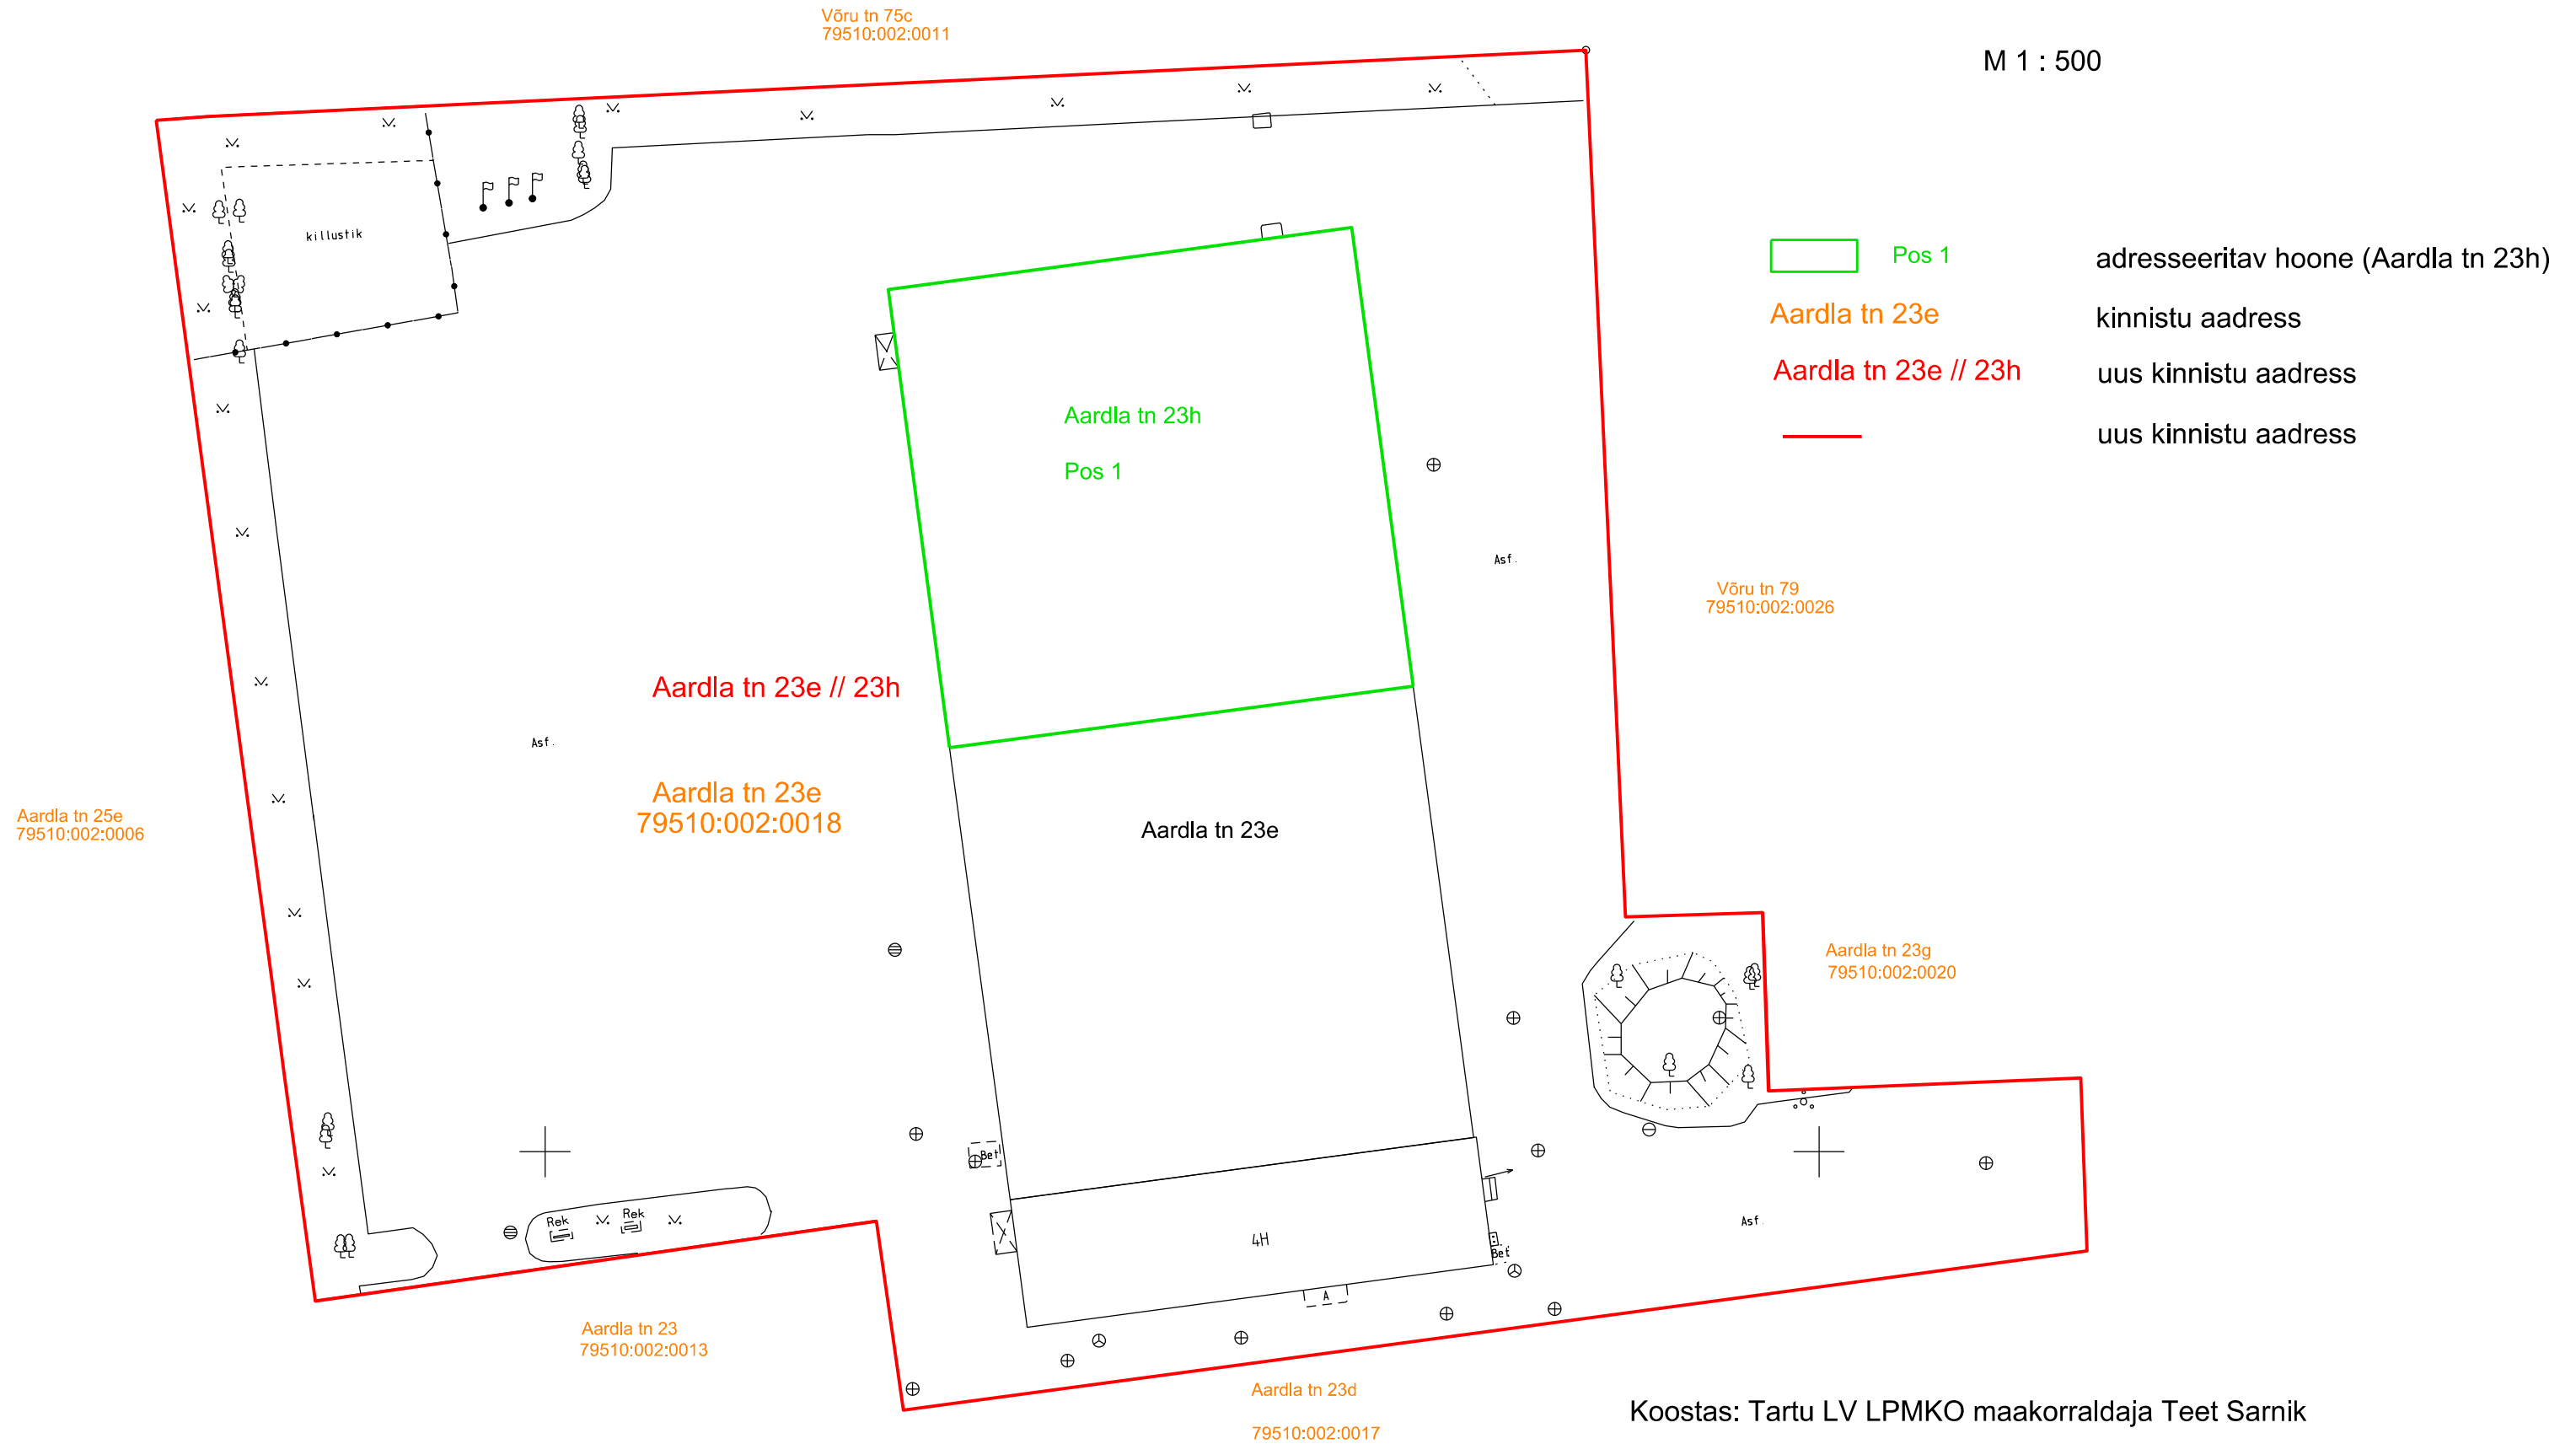 Võru tn 75c
79510:002:0011
M 1 : 500
killustik
Pos 1
adresseeritav hoone (Aardla tn 23h)
Aardla tn 23e
kinnistu aadress
Aardla tn 23e // 23h
uus kinnistu aadress
uus kinnistu aadress
Aardla tn 23h
Pos 1
Asf.
Võru tn 79
79510:002:0026
Aardla tn 23e // 23h
Asf.
Aardla tn 23e
79510:002:0018
Aardla tn 25e
79510:002:0006
Aardla tn 23e
Aardla tn 23g
79510:002:0020
Bet
Rek
Rek
Asf.
4H
Bet
A
Aardla tn 23
79510:002:0013
Aardla tn 23d
79510:002:0017
Koostas: Tartu LV LPMKO maakorraldaja Teet Sarnik